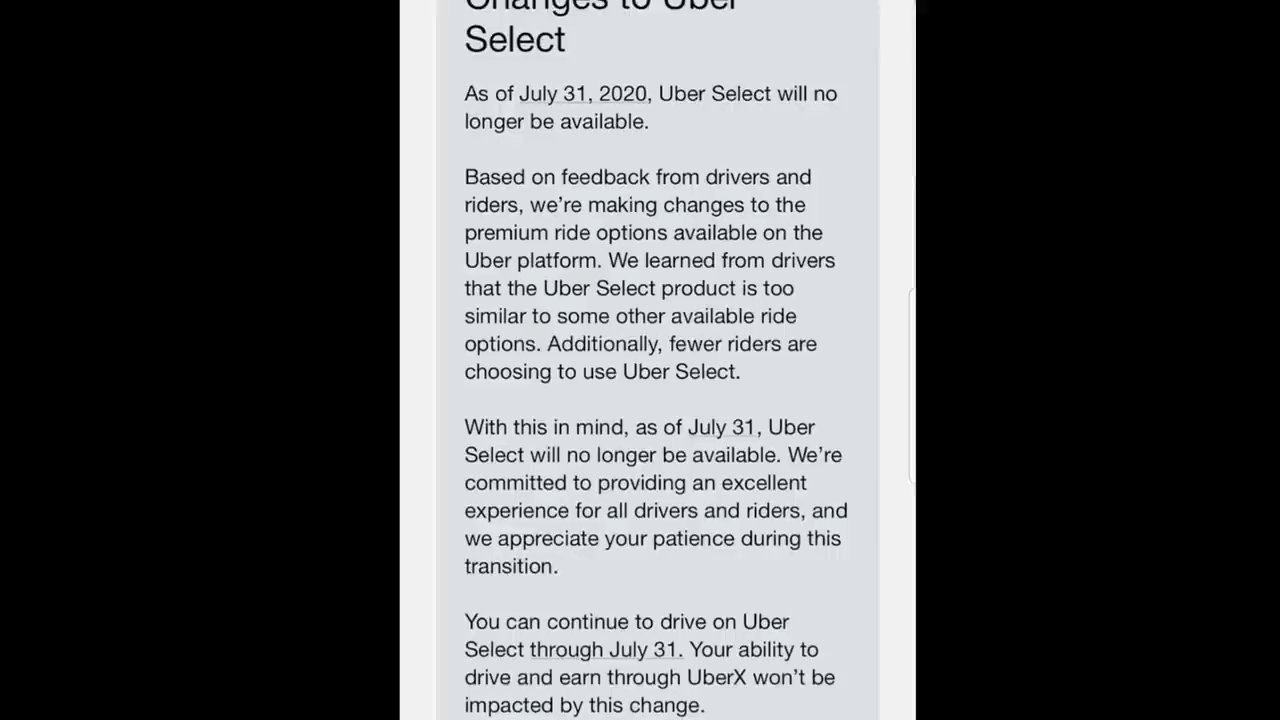 Changes to Uber
Select
As of July 31, 2020, Uber Select will no
longer be available.
Based on feedback from drivers and
riders, we’re making changes to the
premium ride options available on the
Uber platform. We learned from drivers
that the Uber Select product is too
similar to some other available ride
options. Additionally, fewer riders are
choosing to use Uber Select.
With this in mind, as of July 31, Uber
Select will no longer be available. We’re
committed to providing an excellent
experience for all drivers and riders, and
we appreciate your patience during this
transition.
You can continue to drive on Uber
Select through July 31. Your ability to
drive and earn through UberX won’t be
impacted by this change.